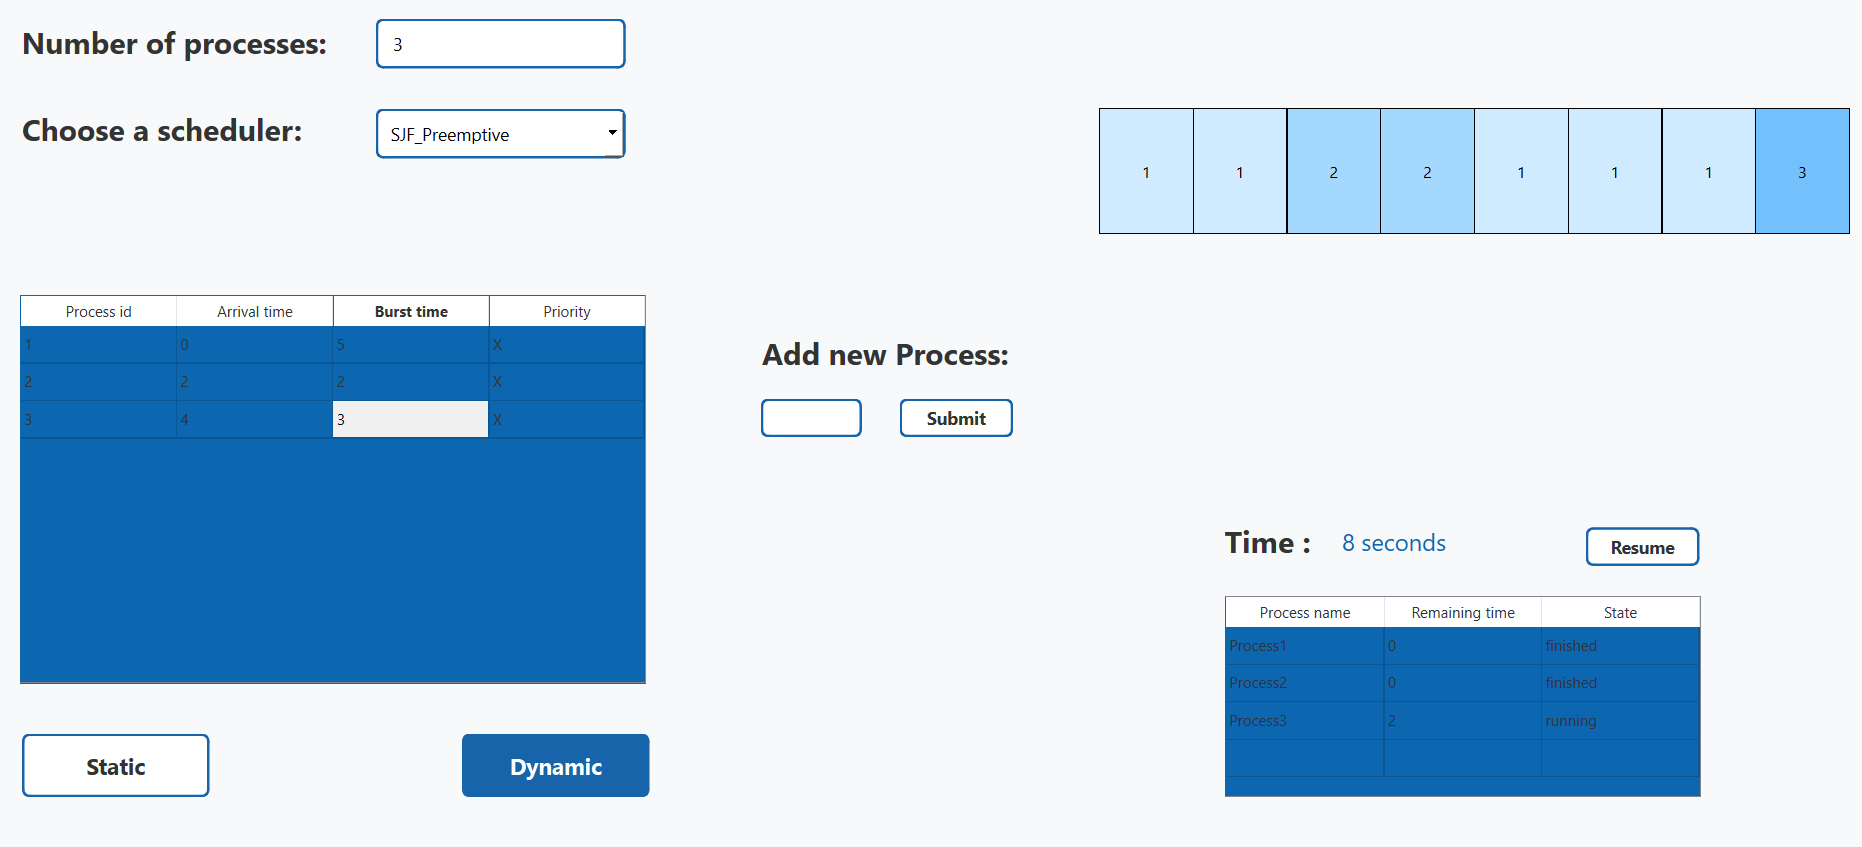 Number of processes: 3
Choose a scheduler: SJF_Preemptive
1 1 2 2 1 1 1 3
Process id Arrival time Burst time Priority
1 0 5 X
2 2 2 X
3 4 3 X
Add new Process:
Submit
Time : 8 seconds Resume
Process name Remaining time State
Process1 0 finished
Process2 0 finished
Process3 2 running
Static Dynamic